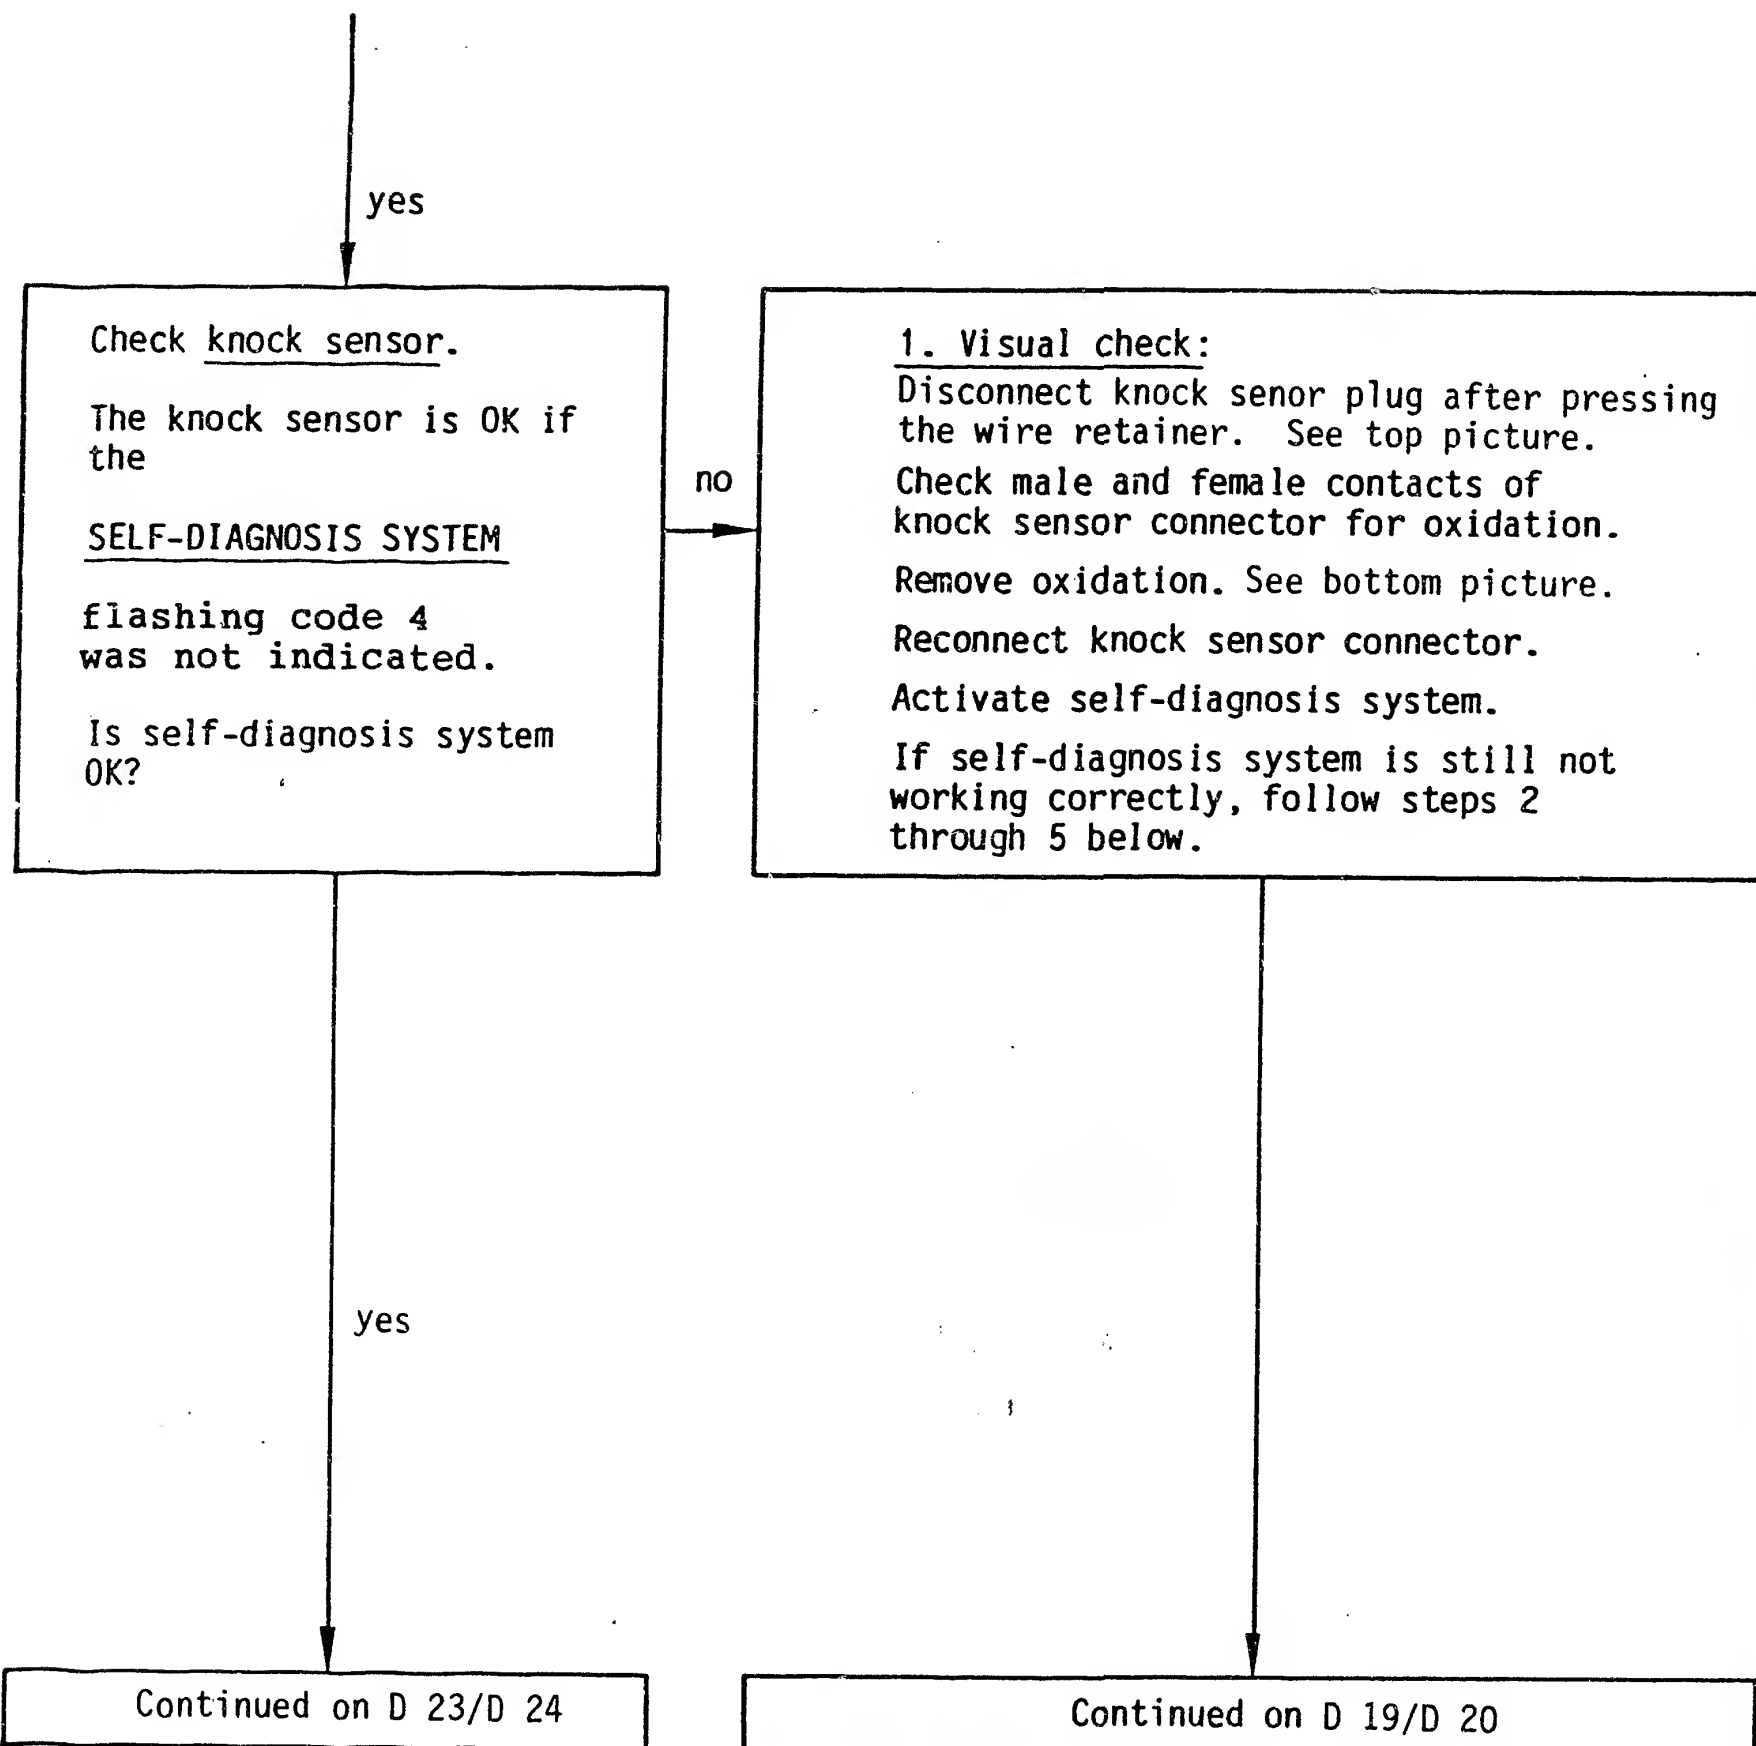 yes
Check knock sensor.
The knock sensor is OK if
the
SELF-DIAGNOSIS SYSTEM
flashing code 4
was not indicated.
Is self-diagnosis system
OK?
no
1. Visual check:
Disconnect knock senor plug after pressing
the wire retainer. See top picture.
Check male and female contacts of
knock sensor connector for oxidation.
Remove oxidation. See bottom picture.
Reconnect knock sensor connector.
Activate self-diagnosis system.
If self-diagnosis system is still not
working correctly, follow steps 2
through 5 below.
yes
Continued on D 23/D 24
Continued on D 19/D 20